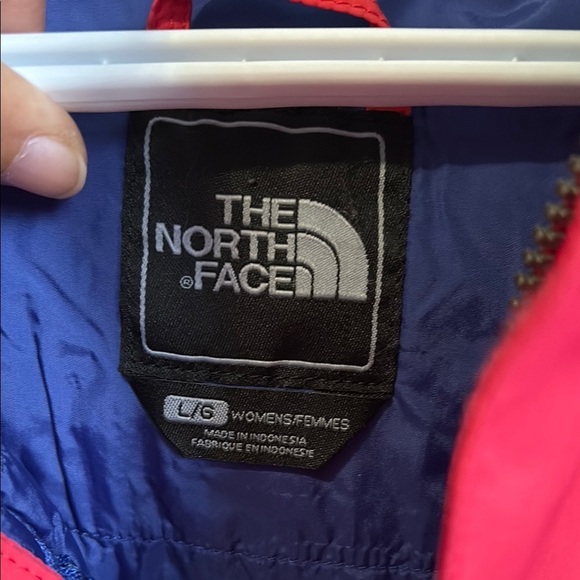 THE
NORTH
® FACE
L/G WOMENS/FEMMES
MADE IN INDONESIA
FABRIQUE EN INDONESIE